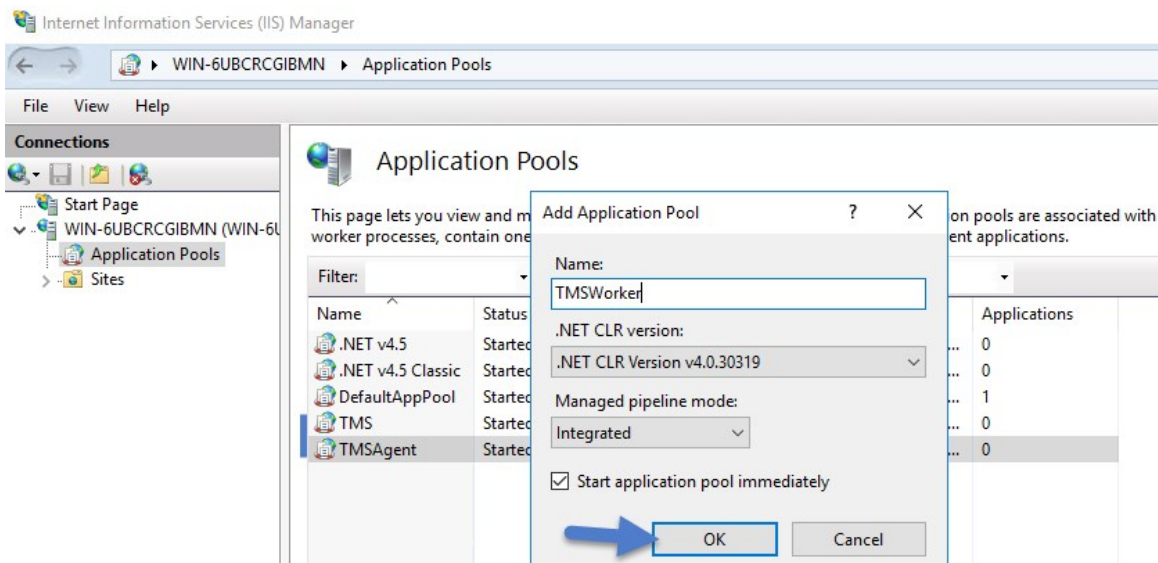 Internet Information Services (IIS) Manager
WIN-6UBCRCGIBMN ▸ Application Pools
File View Help
Connections
Start Page
WIN-6UBCRCGIBMN (WIN-6U
Application Pools
Sites
Application Pools
This page lets you view and m
on pools are associated with
worker processes, contain one
ent applications.
Filter:
Name Status Applications
.NET v4.5 Started ... 0
.NET v4.5 Classic Started ... 0
DefaultAppPool Started ... 1
TMS Started ... 0
TMSAgent Started ... 0
Add Application Pool ? ×
Name:
TMSWorker
.NET CLR version:
.NET CLR Version v4.0.30319
Managed pipeline mode:
Integrated
Start application pool immediately
OK Cancel